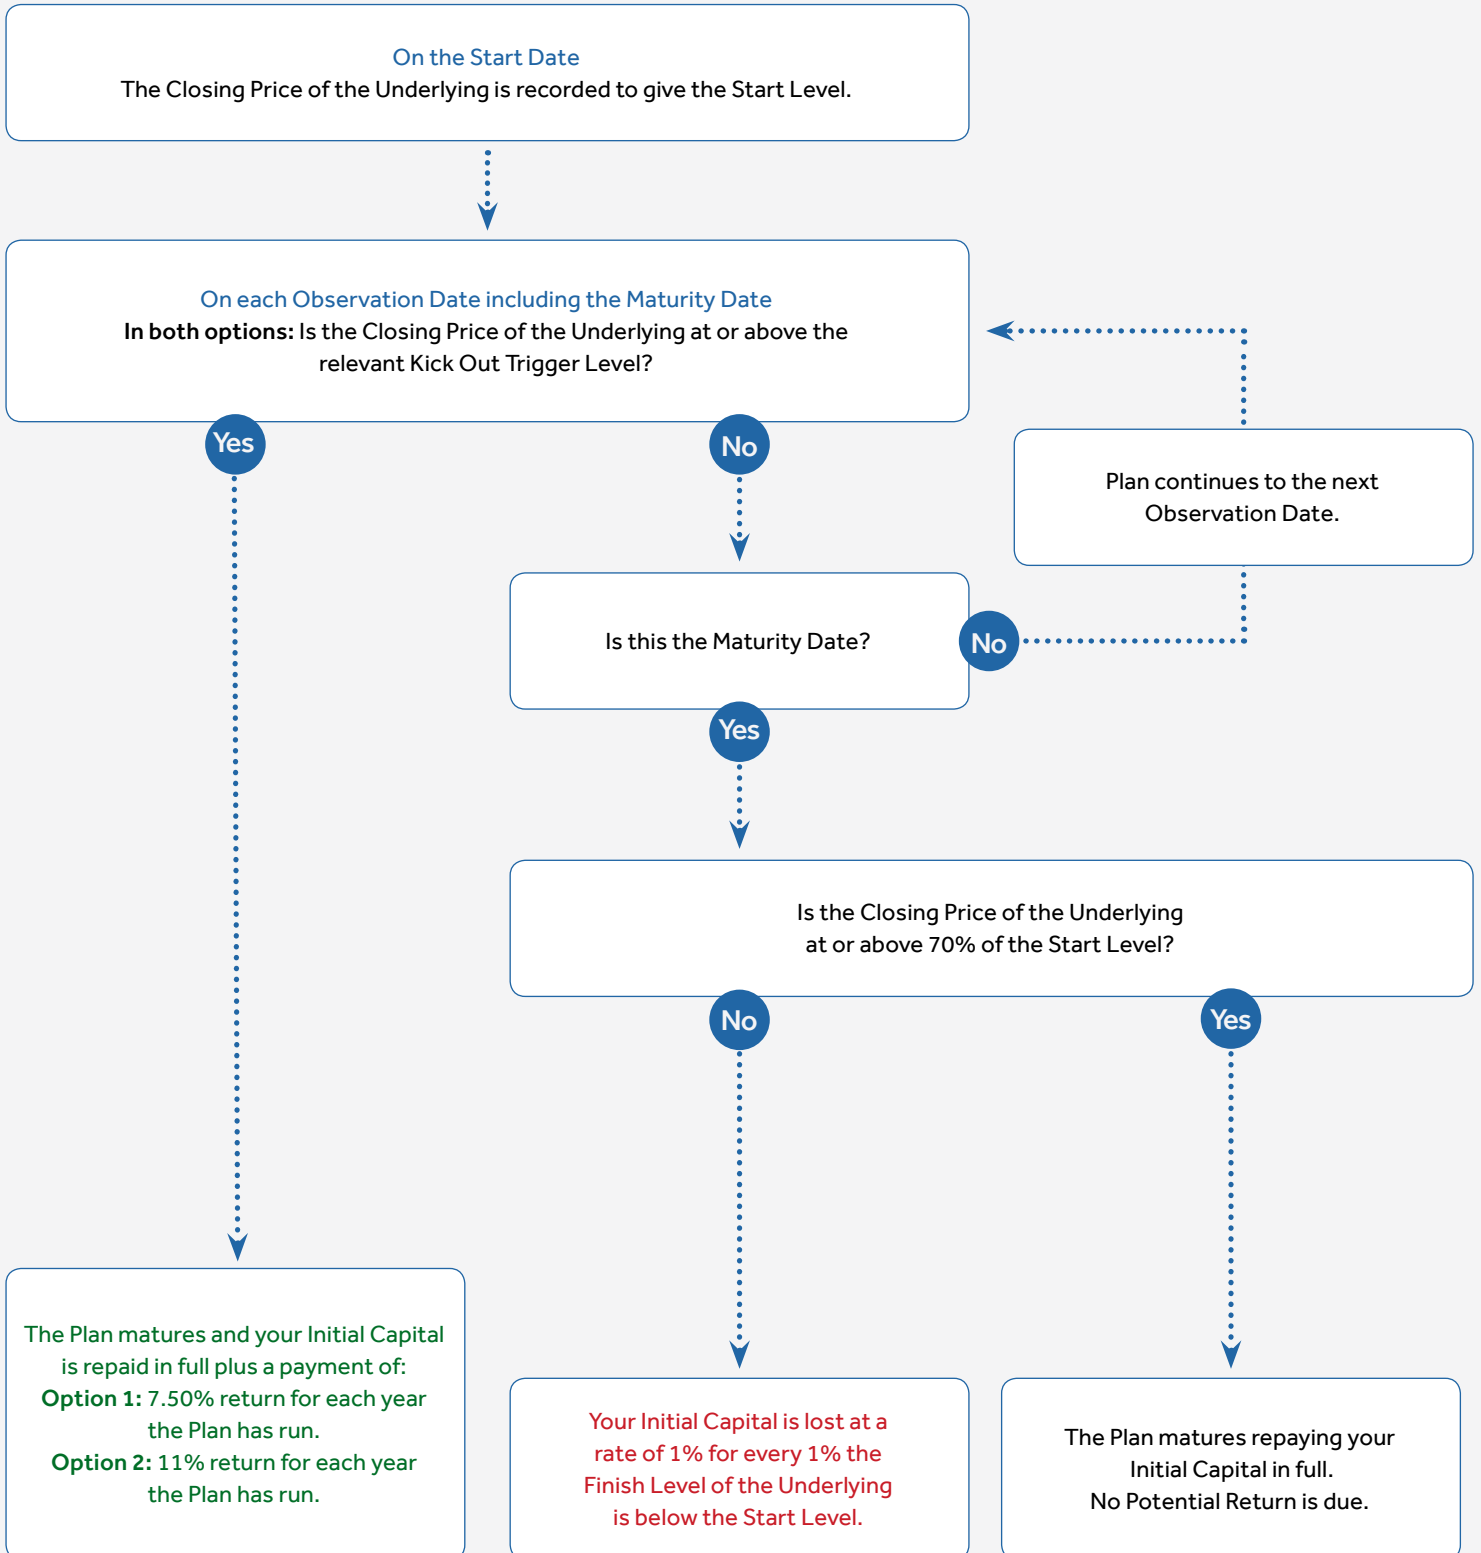 On the Start Date
The Closing Price of the Underlying is recorded to give the Start Level.
On each Observation Date including the Maturity Date
In both options: Is the Closing Price of the Underlying at or above the
relevant Kick Out Trigger Level?
Yes
No
Plan continues to the next
Observation Date.
Is this the Maturity Date?
No
Yes
Is the Closing Price of the Underlying
at or above 70% of the Start Level?
No
Yes
The Plan matures and your Initial Capital
is repaid in full plus a payment of:
Option 1: 7.50% return for each year
the Plan has run.
Option 2: 11% return for each year
the Plan has run.
Your Initial Capital is lost at a
rate of 1% for every 1% the
Finish Level of the Underlying
is below the Start Level.
The Plan matures repaying your
Initial Capital in full.
No Potential Return is due.